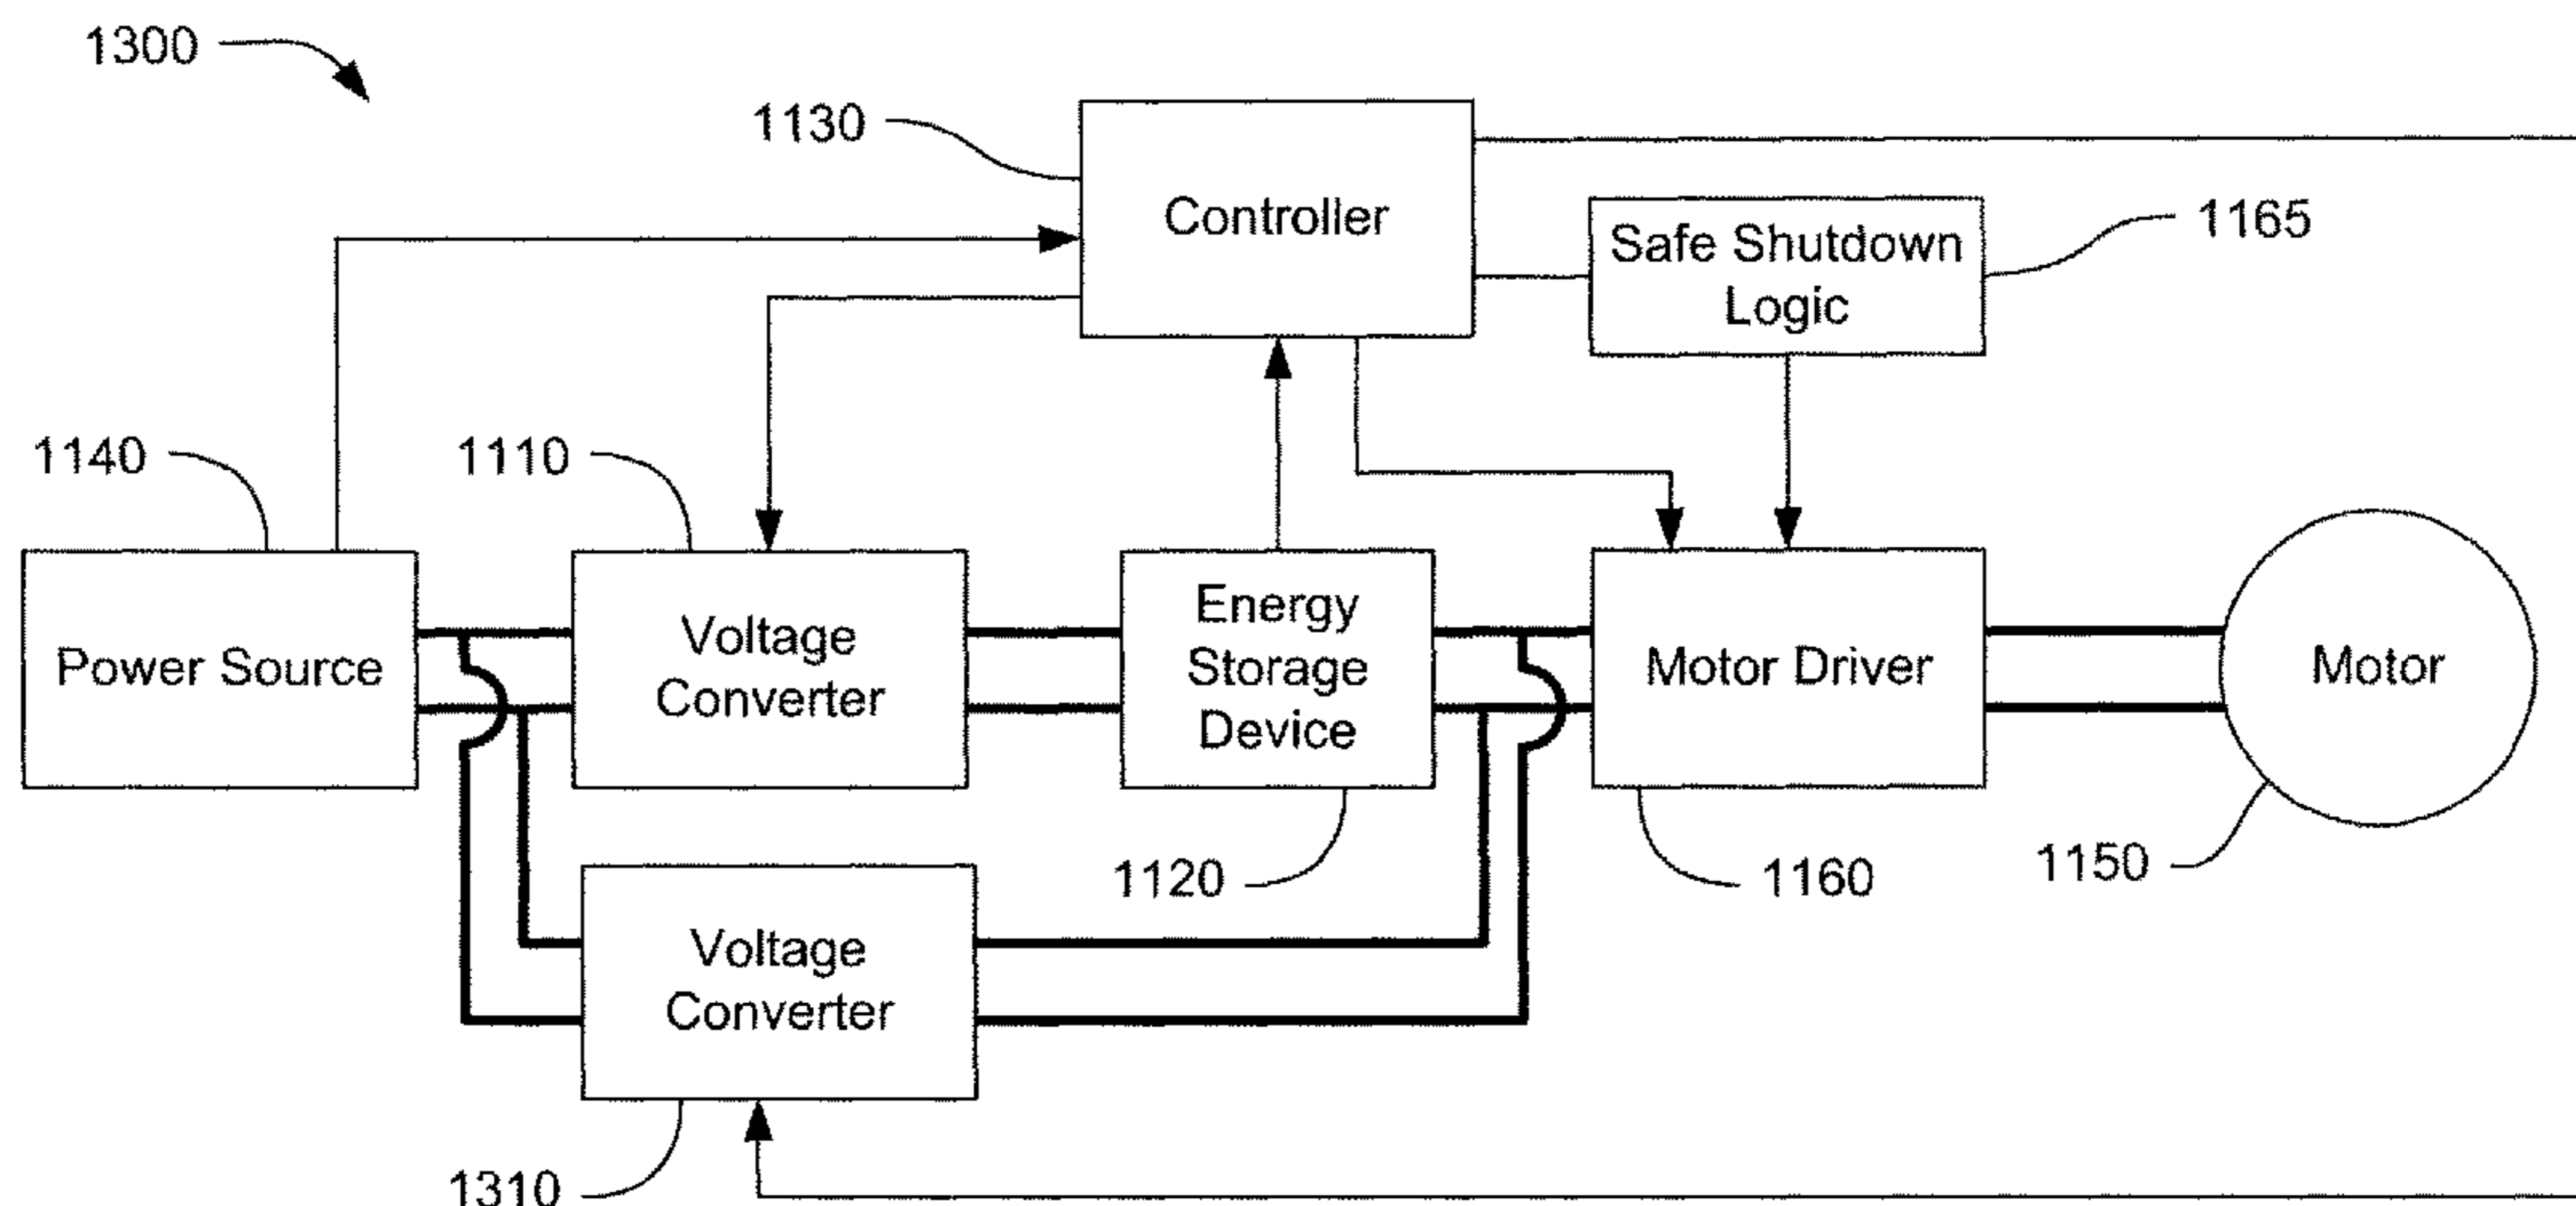 1300
1130
Controller
Safe Shutdown
Logic
1165
1140
1110
Power Source
Voltage
Converter
Energy
Storage
Device
Motor Driver
Motor
1120
1160
1150
Voltage
Converter
1310